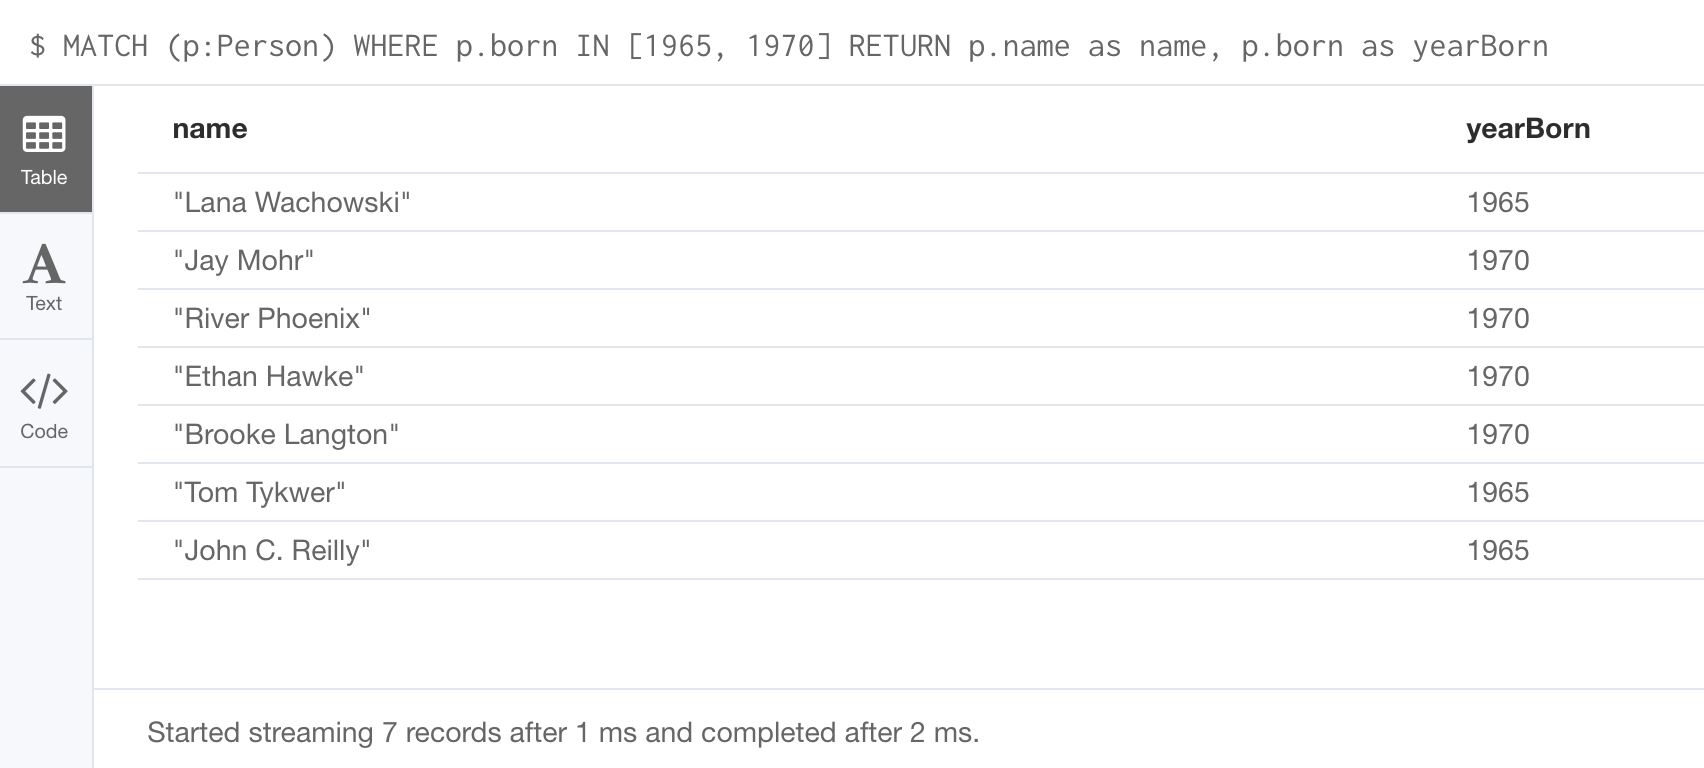 $ MATCH (p:Person) WHERE p.born IN [1965, 1970] RETURN p.name as name, p.born as yearBorn
Table
Text
Code
name yearBorn
"Lana Wachowski" 1965
"Jay Mohr" 1970
"River Phoenix" 1970
"Ethan Hawke" 1970
"Brooke Langton" 1970
"Tom Tykwer" 1965
"John C. Reilly" 1965
Started streaming 7 records after 1 ms and completed after 2 ms.